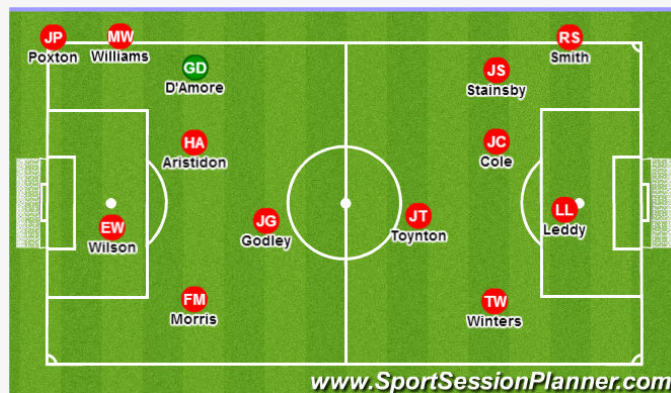 JP
Poxton
MW
Williams
GD
D'Amore
HA
Aristidon
EW
Wilson
JG
Godley
FM
Morris
RS
Smith
JS
Stainsby
JC
Cole
JT
Toynton
LL
Leddy
TW
Winters
www.SportSessionPlanner.com